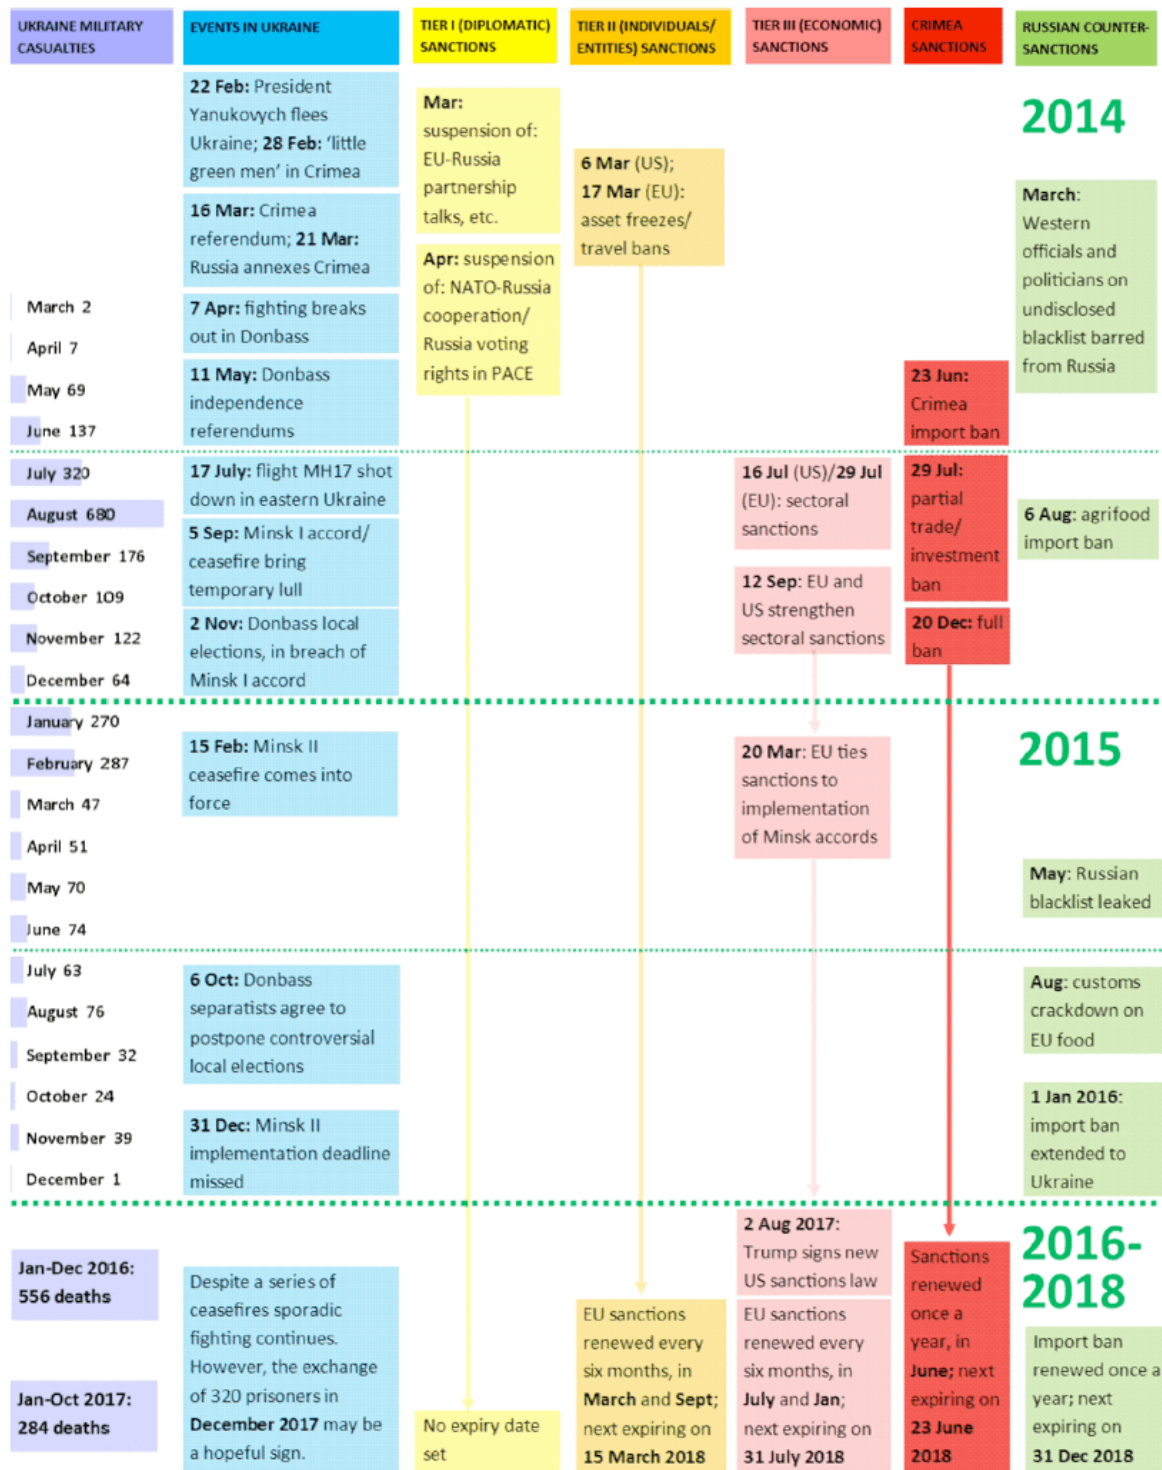 UKRAINE MILITARY
CASUALTIES
EVENTS IN UKRAINE
TIER I (DIPLOMATIC)
SANCTIONS
TIER II (INDIVIDUALS/
ENTITIES) SANCTIONS
TIER III (ECONOMIC)
SANCTIONS
CRIMEA
SANCTIONS
RUSSIAN COUNTER-
SANCTIONS
March 2
April 7
May 69
June 137
July 320
August 680
September 176
October 109
November 122
December 64
January 270
February 287
March 47
April 51
May 70
June 74
July 63
August 76
September 32
October 24
November 39
December 1
Jan-Dec 2016:
556 deaths
Jan-Oct 2017:
284 deaths
22 Feb: President
Yanukovych flees
Ukraine; 28 Feb: ‘little
green men’ in Crimea
16 Mar: Crimea
referendum; 21 Mar:
Russia annexes Crimea
7 Apr: fighting breaks
out in Donbass
11 May: Donbass
independence
referendums
17 July: flight MH17 shot
down in eastern Ukraine
5 Sep: Minsk I accord/
ceasefire bring
temporary lull
2 Nov: Donbass local
elections, in breach of
Minsk I accord
15 Feb: Minsk II
ceasefire comes into
force
6 Oct: Donbass
separatists agree to
postpone controversial
local elections
31 Dec: Minsk II
implementation deadline
missed
Despite a series of
ceasefires sporadic
fighting continues.
However, the exchange
of 320 prisoners in
December 2017 may be
a hopeful sign.
Mar:
suspension of:
EU-Russia
partnership
talks, etc.
Apr: suspension
of: NATO-Russia
cooperation/
Russia voting
rights in PACE
No expiry date
set
6 Mar (US);
17 Mar (EU):
asset freezes/
travel bans
EU sanctions
renewed every
six months, in
March and Sept;
next expiring on
15 March 2018
16 Jul (US)/29 Jul
(EU): sectoral
sanctions
12 Sep: EU and
US strengthen
sectoral sanctions
20 Mar: EU ties
sanctions to
implementation
of Minsk accords
2 Aug 2017:
Trump signs new
US sanctions law
EU sanctions
renewed every
six months, in
July and Jan;
next expiring on
31 July 2018
23 Jun:
Crimea
import ban
29 Jul:
partial
trade/
investment
ban
20 Dec: full
ban
Sanctions
renewed
once a
year, in
June; next
expiring on
23 June
2018
2014
March:
Western
officials and
politicians on
undisclosed
blacklist barred
from Russia
6 Aug: agrifood
import ban
2015
May: Russian
blacklist leaked
Aug: customs
crackdown on
EU food
1 Jan 2016:
import ban
extended to
Ukraine
2016-
2018
Import ban
renewed once a
year; next
expiring on
31 Dec 2018